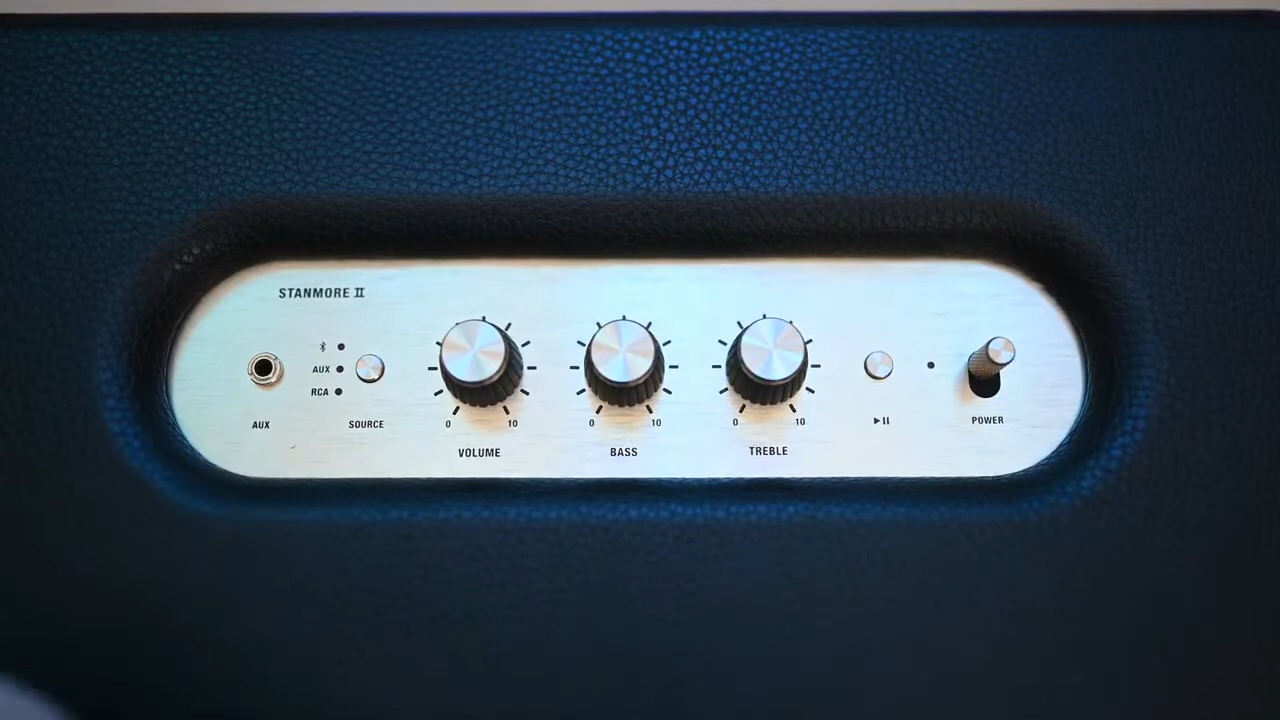 STANMORE II
AUX
RCA
AUX
SOURCE
0 10
VOLUME
0 10
BASS
0 10
TREBLE
POWER